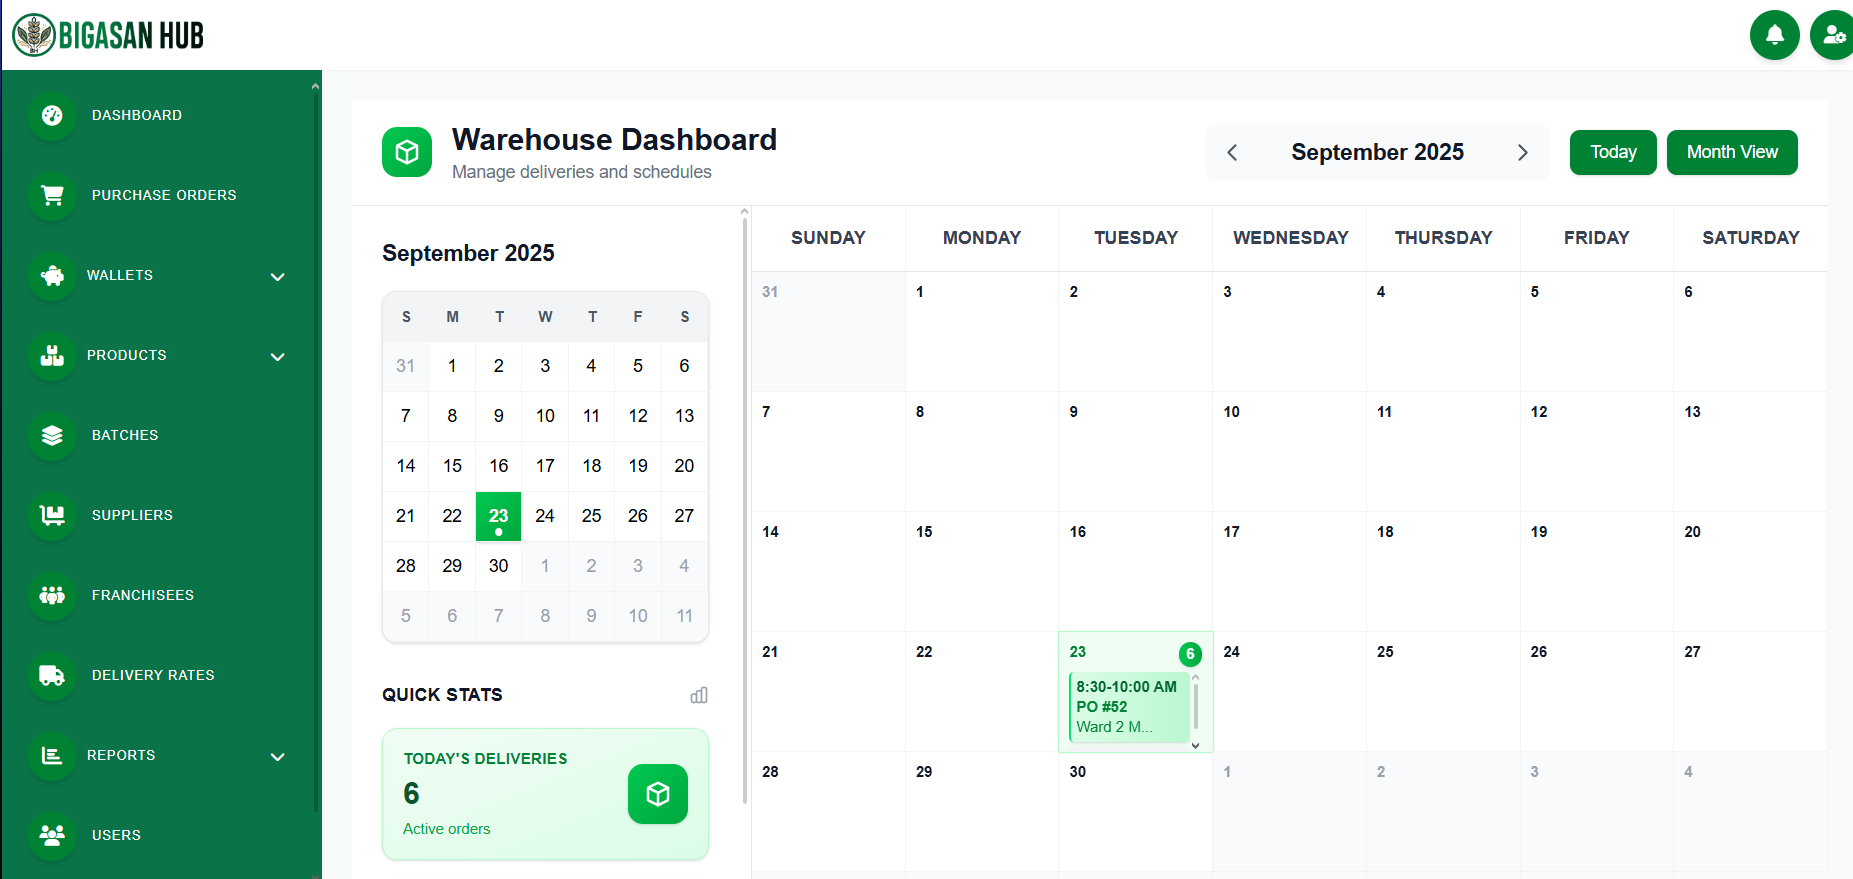 BIGASAN HUB
BH
DASHBOARD
PURCHASE ORDERS
WALLETS
PRODUCTS
BATCHES
SUPPLIERS
FRANCHISEES
DELIVERY RATES
REPORTS
USERS
Warehouse Dashboard
Manage deliveries and schedules
September 2025
Today
Month View
September 2025
S M T W T F S
31 1 2 3 4 5 6
7 8 9 10 11 12 13
14 15 16 17 18 19 20
21 22 23 24 25 26 27
28 29 30 1 2 3 4
5 6 7 8 9 10 11
QUICK STATS
TODAY'S DELIVERIES
6
Active orders
SUNDAY MONDAY TUESDAY WEDNESDAY THURSDAY FRIDAY SATURDAY
31 1 2 3 4 5 6
7 8 9 10 11 12 13
14 15 16 17 18 19 20
21 22 23 6 24 25 26 27
8:30-10:00 AM
PO #52
Ward 2 M...
28 29 30 1 2 3 4